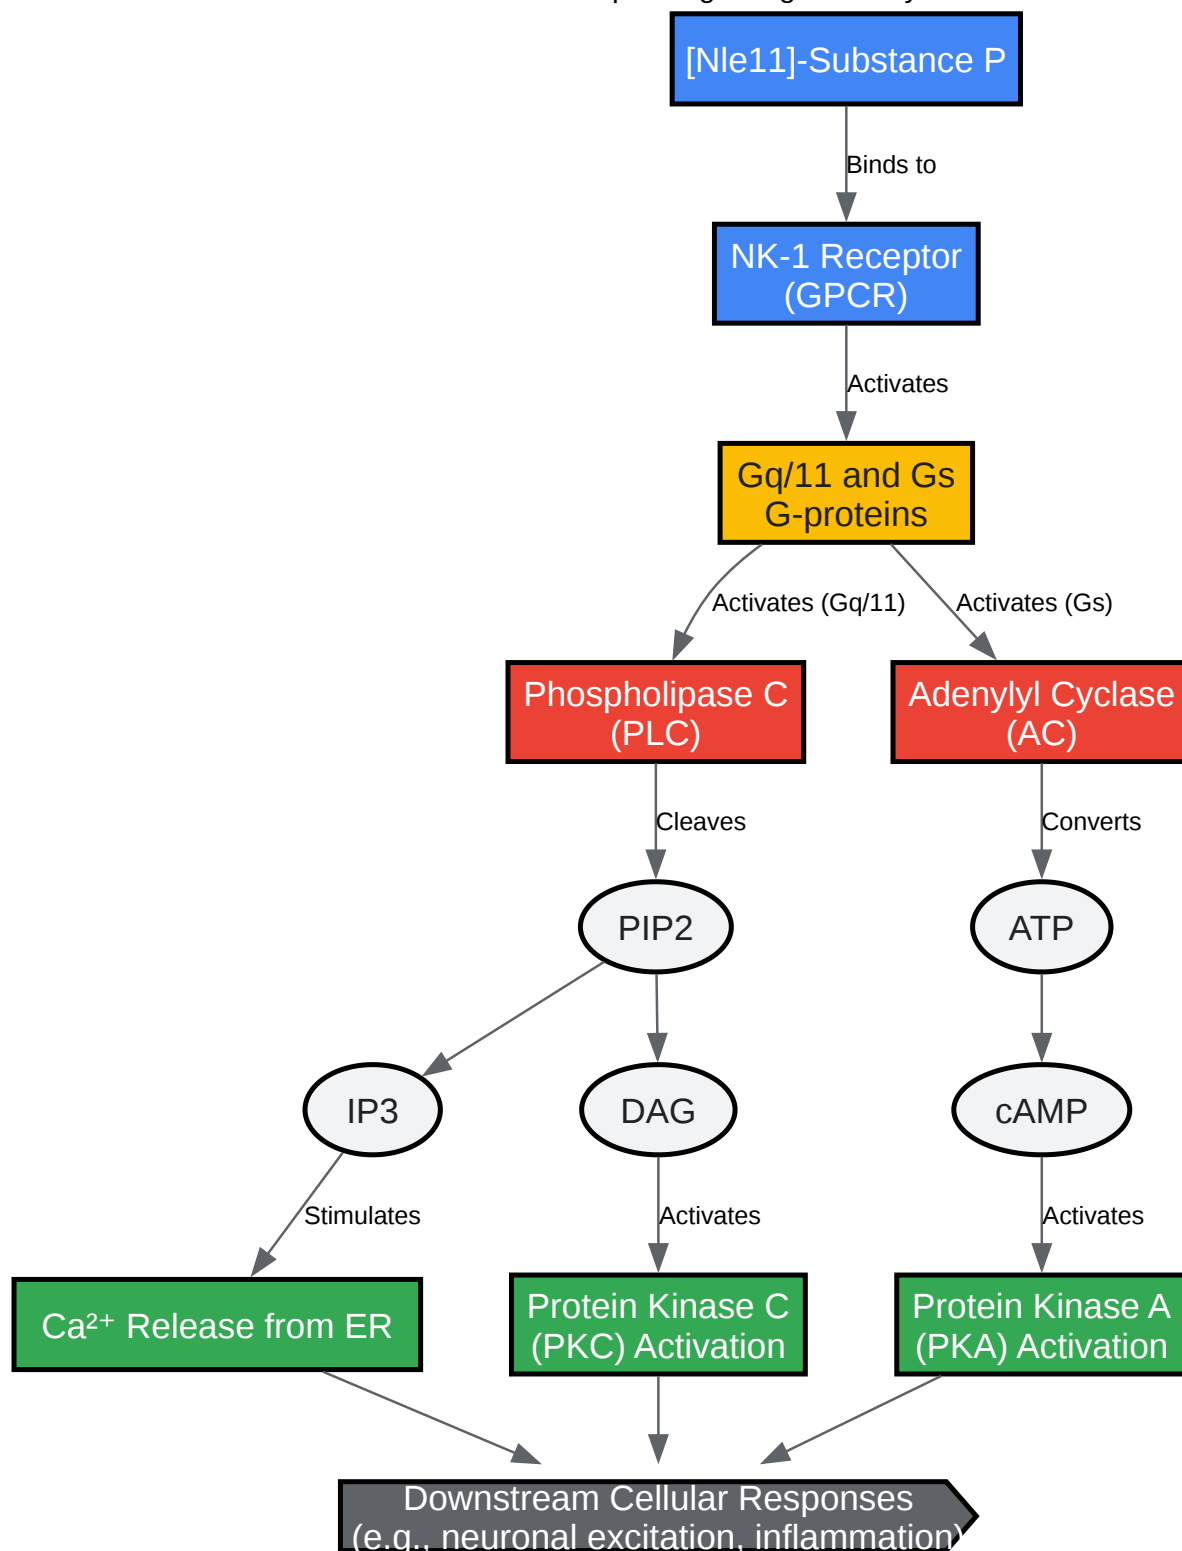 [Nle11]-Substance P
Binds to
NK-1 Receptor
(GPCR)
Activates
Gq/11 and Gs
G-proteins
Activates (Gq/11)
Activates (Gs)
Phospholipase C
(PLC)
Adenylyl Cyclase
(AC)
Cleaves
Converts
PIP2
ATP
IP3
DAG
cAMP
Stimulates
Activates
Activates
Ca²⁺ Release from ER
Protein Kinase C
(PKC) Activation
Protein Kinase A
(PKA) Activation
Downstream Cellular Responses
(e.g., neuronal excitation, inflammation)